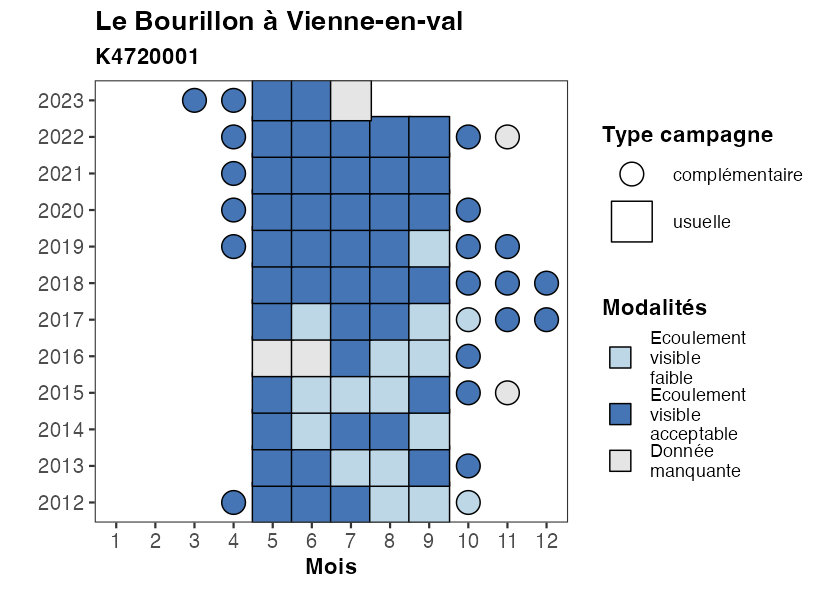 Le Bourillon à Vienne-en-val
K4720001
2023
2022
2021
2020
2019
2018
2017
2016
2015
2014
2013
2012
1 2 3 4 5 6 7 8 9 10 11 12
Mois
Type campagne
complémentaire
usuelle
Modalités
Ecoulement
visible
faible
Ecoulement
visible
acceptable
Donnée
manquante